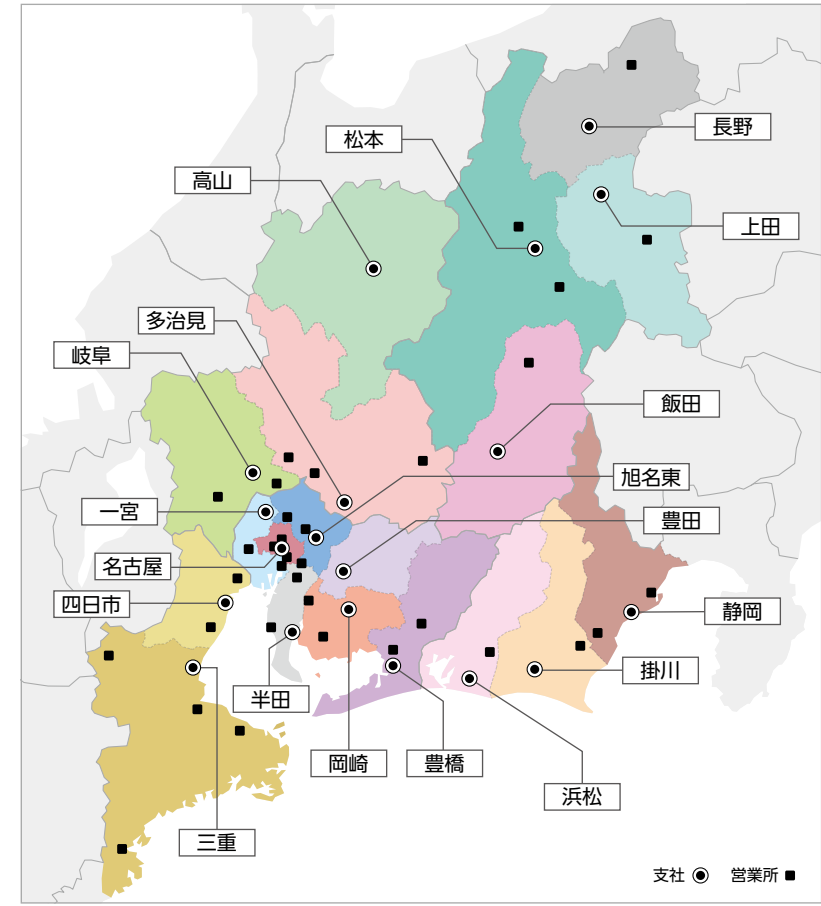 長野
松本
高山
上田
多治見
岐阜
飯田
旭名東
一宮
豊田
名古屋
四日市
静岡
掛川
半田
岡崎
豊橋
浜松
三重
支社 営業所